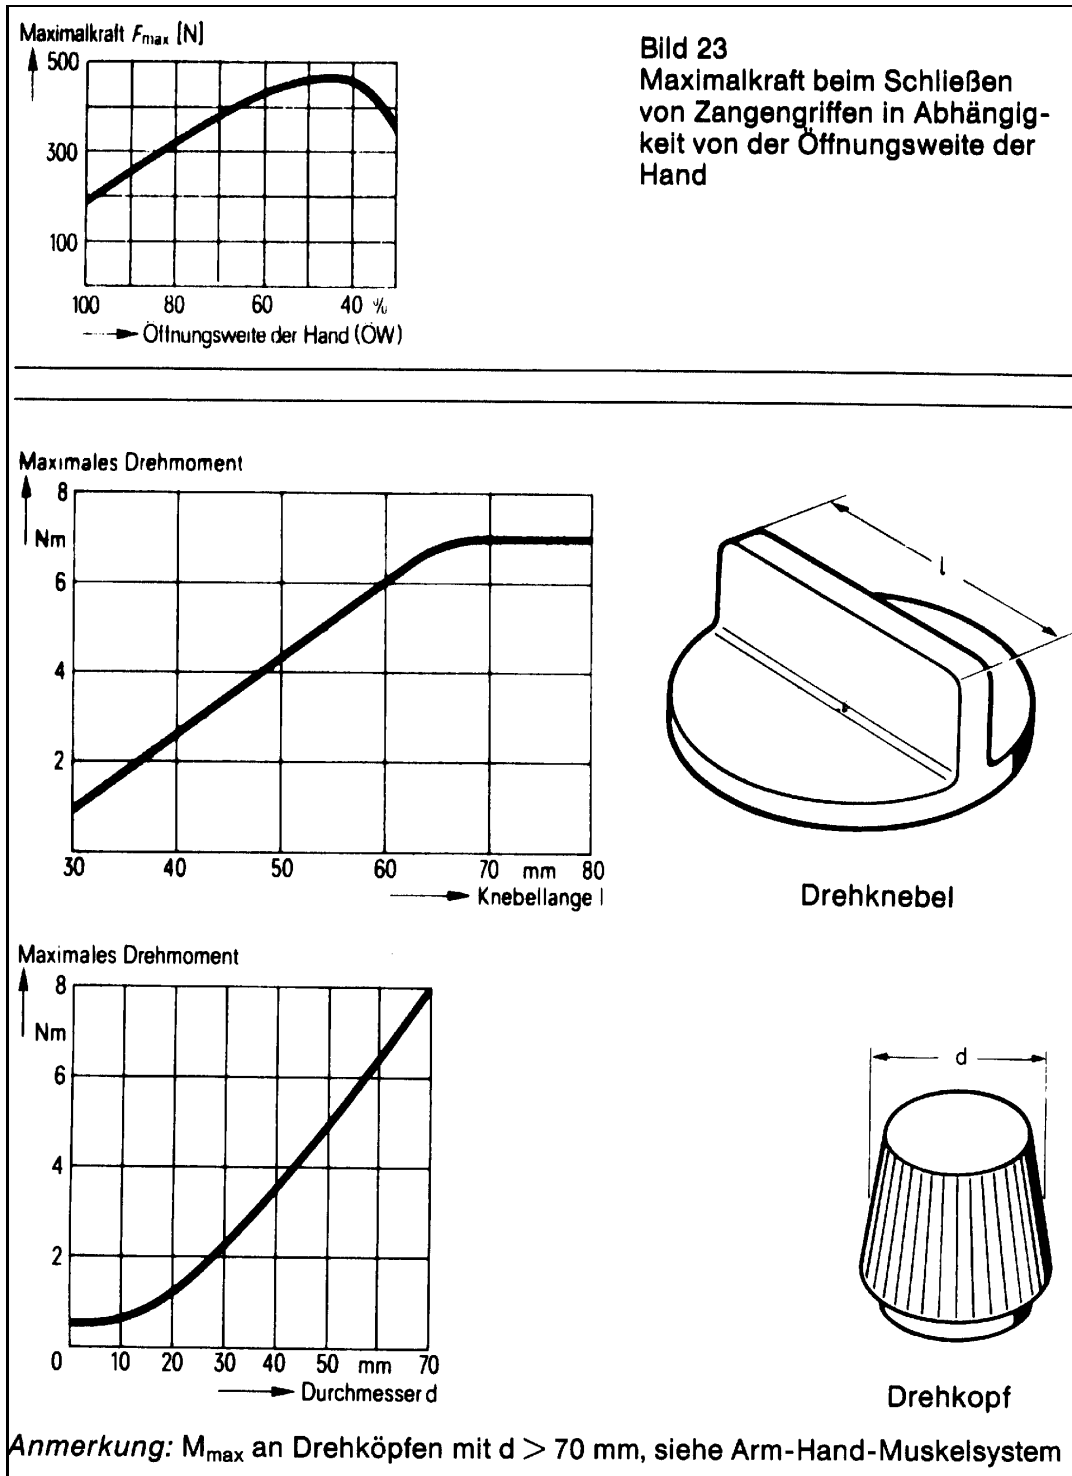 Maximalkraft Fmax [N]
500
300
100
100 80 60 40 %
Öffnungsweite der Hand (ÖW)
Bild 23
Maximalkraft beim Schließen
von Zangengriffen in Abhängig-
keit von der Öffnungsweite der
Hand
Maximales Drehmoment
8
Nm
6
4
2
30 40 50 60 70 mm 80
Knebellange l
l
Drehknebel
Maximales Drehmoment
8
Nm
6
4
2
0 10 20 30 40 50 mm 70
Durchmesser d
d
Drehkopf
Anmerkung: Mmax an Drehköpfen mit d > 70 mm, siehe Arm-Hand-Muskelsystem